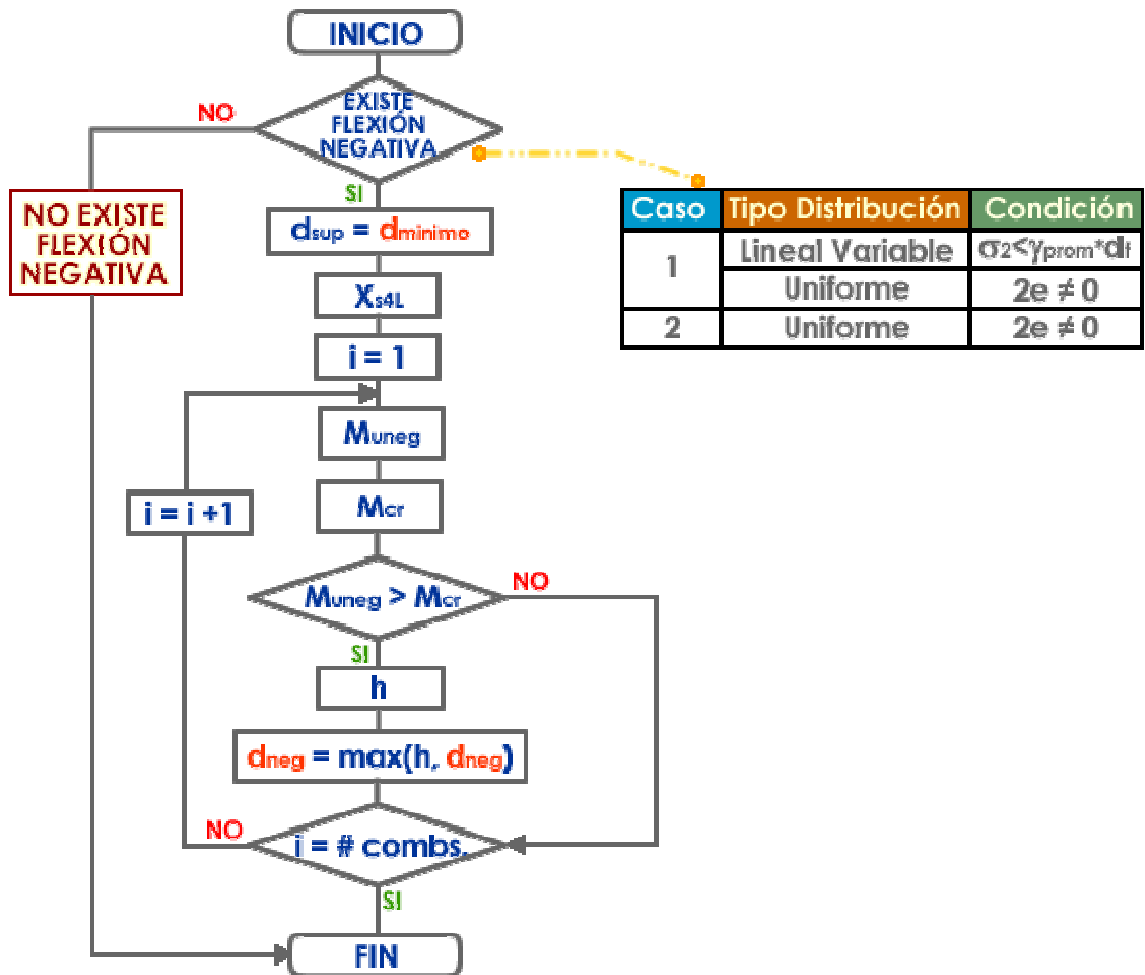 INICIO
EXISTE
FLEXIÓN
NEGATIVA
NO
SI
NO EXISTE
FLEXIÓN
NEGATIVA
dsup = dmínimo
Xs4L
i = 1
Muneg
Mcr
i = i +1
Muneg > Mcr
NO
SI
h
dneg = max(h, dneg)
NO
i = # combs.
SI
FIN
Caso Tipo Distribución Condición
1 Lineal Variable σ2<γprom*df
Uniforme 2e ≠ 0
2 Uniforme 2e ≠ 0